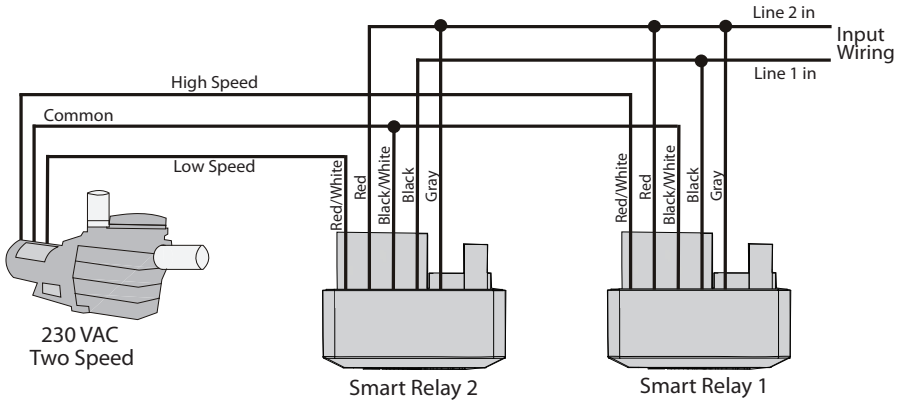 Line 2 in
Input
Wiring
Line 1 in
High Speed
Common
Low Speed
Red/White
Red
Black/White
Black
Gray
Red/White
Red
Black/White
Black
Gray
230 VAC
Two Speed
Smart Relay 2
Smart Relay 1